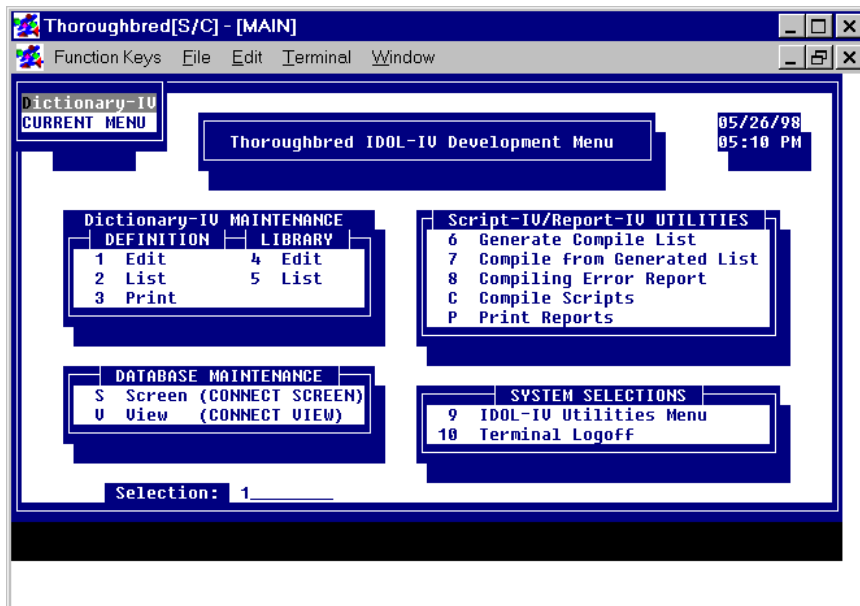 Thoroughbred[S/C] - [MAIN]
Function Keys File Edit Terminal Window
Dictionary-IV
CURRENT MENU
Thoroughbred IDOL-IV Development Menu
05/26/98
05:10 PM
Dictionary-IV MAINTENANCE
DEFINITION LIBRARY
1 Edit 4 Edit
2 List 5 List
3 Print
Script-IV/Report-IV UTILITIES
6 Generate Compile List
7 Compile from Generated List
8 Compiling Error Report
C Compile Scripts
P Print Reports
DATABASE MAINTENANCE
S Screen (CONNECT SCREEN)
V View (CONNECT VIEW)
SYSTEM SELECTIONS
9 IDOL-IV Utilities Menu
10 Terminal Logoff
Selection: 1_________